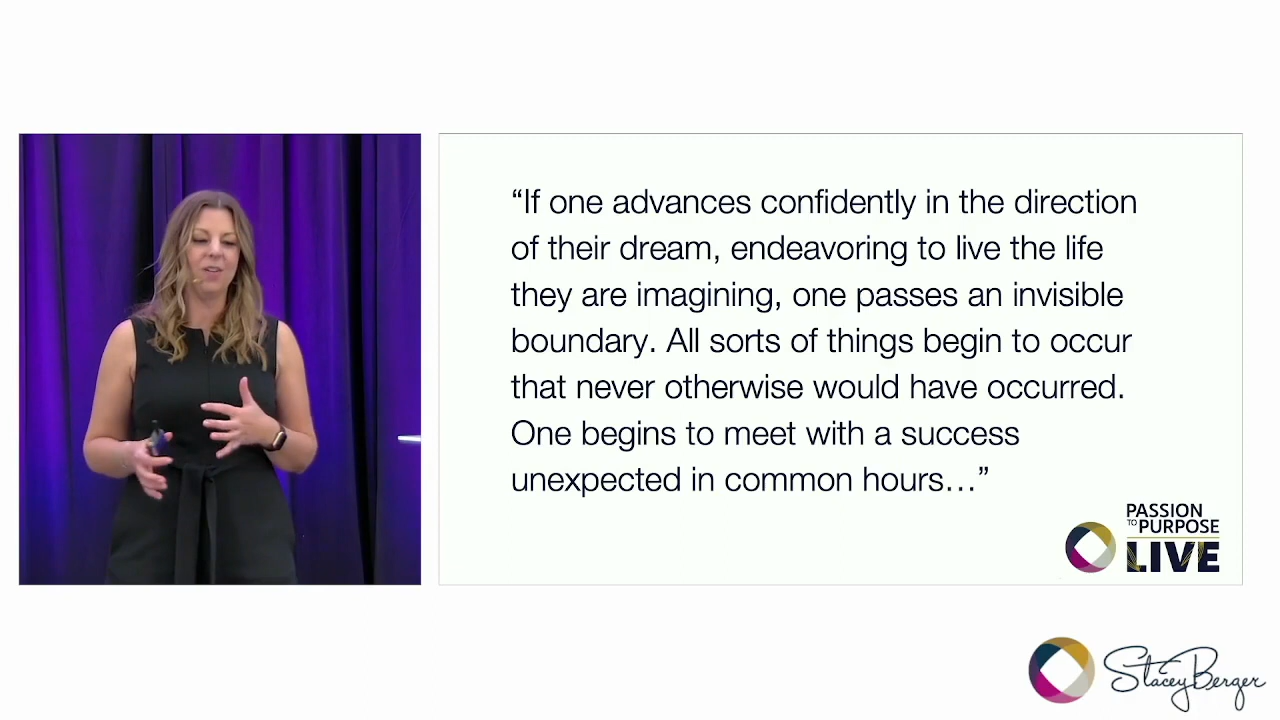 “If one advances confidently in the direction
of their dream, endeavoring to live the life
they are imagining, one passes an invisible
boundary. All sorts of things begin to occur
that never otherwise would have occurred.
One begins to meet with a success
unexpected in common hours…”
PASSION
TO PURPOSE
LIVE
Stacey Berger